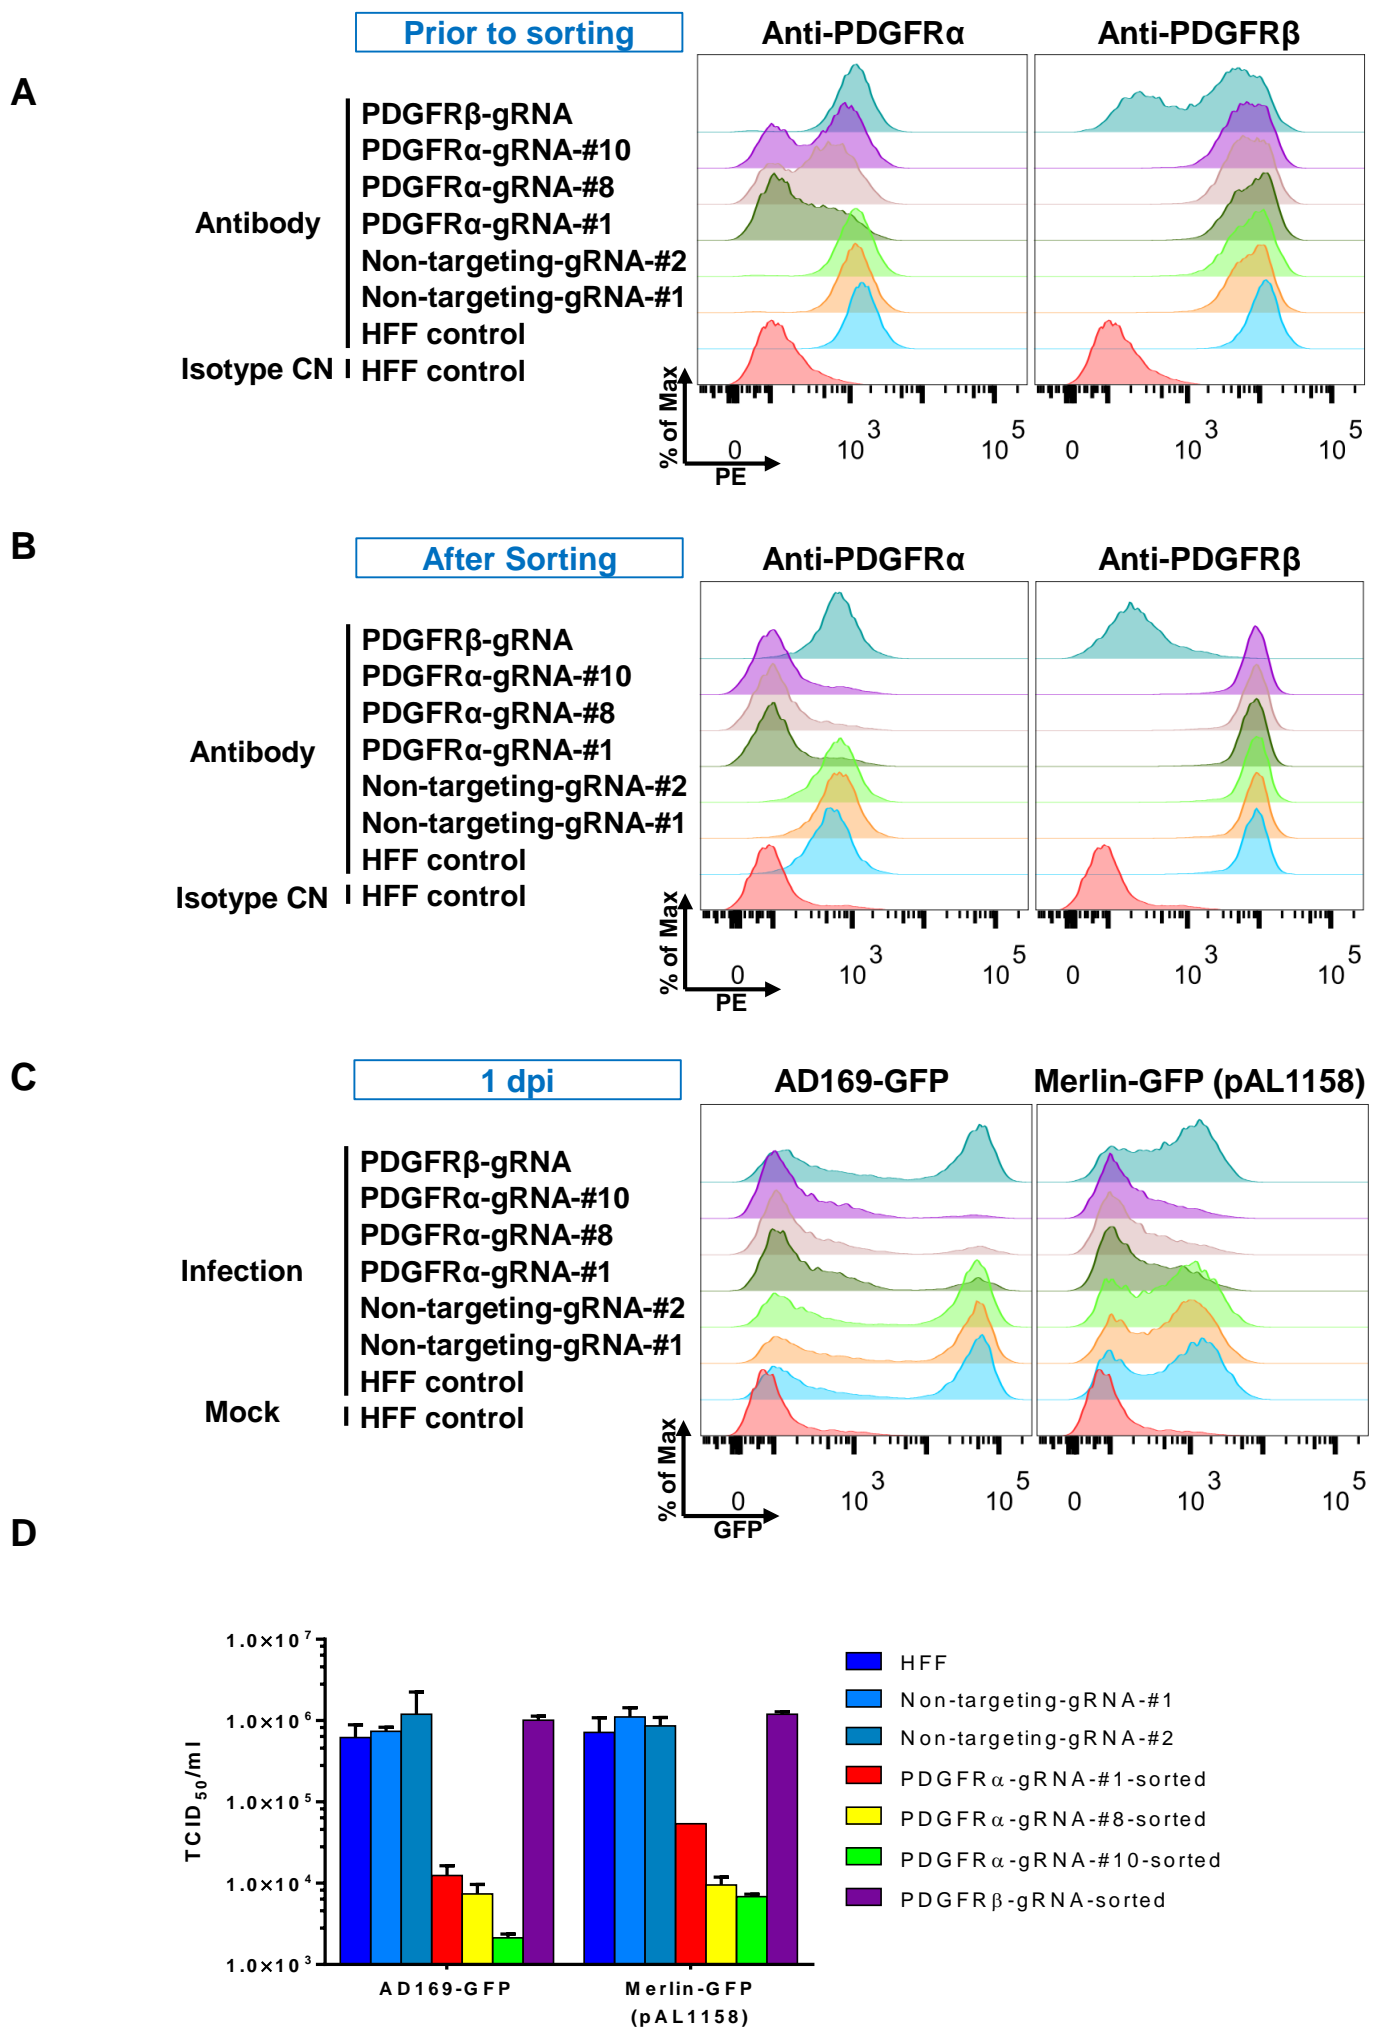 A
Prior to sorting
Anti-PDGFRα
Anti-PDGFRβ
Antibody
PDGFRβ-gRNA
PDGFRα-gRNA-#10
PDGFRα-gRNA-#8
PDGFRα-gRNA-#1
Non-targeting-gRNA-#2
Non-targeting-gRNA-#1
HFF control
Isotype CN
HFF control
% of Max
PE
0 10^3 10^5
0 10^3 10^5
B
After Sorting
Anti-PDGFRα
Anti-PDGFRβ
Antibody
PDGFRβ-gRNA
PDGFRα-gRNA-#10
PDGFRα-gRNA-#8
PDGFRα-gRNA-#1
Non-targeting-gRNA-#2
Non-targeting-gRNA-#1
HFF control
Isotype CN
HFF control
% of Max
PE
0 10^3 10^5
0 10^3 10^5
C
1 dpi
AD169-GFP
Merlin-GFP (pAL1158)
Infection
PDGFRβ-gRNA
PDGFRα-gRNA-#10
PDGFRα-gRNA-#8
PDGFRα-gRNA-#1
Non-targeting-gRNA-#2
Non-targeting-gRNA-#1
HFF control
Mock
HFF control
% of Max
GFP
0 10^3 10^5
0 10^3 10^5
D
TCID50/ml
1.0×10^7
1.0×10^6
1.0×10^5
1.0×10^4
1.0×10^3
AD169-GFP
Merlin-GFP
(pAL1158)
HFF
Non-targeting-gRNA-#1
Non-targeting-gRNA-#2
PDGFRα-gRNA-#1-sorted
PDGFRα-gRNA-#8-sorted
PDGFRα-gRNA-#10-sorted
PDGFRβ-gRNA-sorted